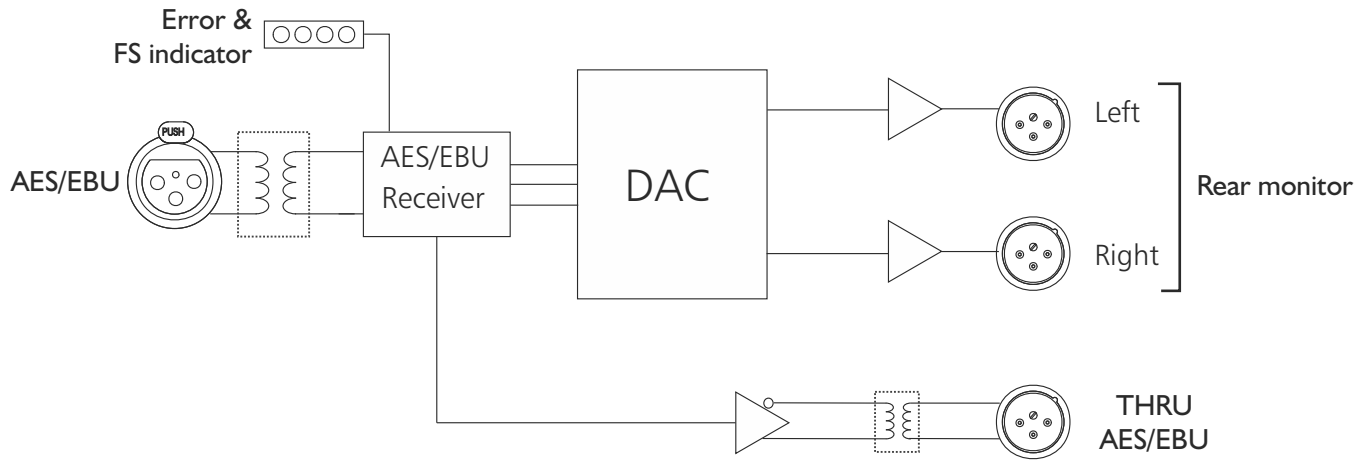 Error &
FS indicator
PUSH
AES/EBU
AES/EBU
Receiver
DAC
Left
Right
Rear monitor
THRU
AES/EBU